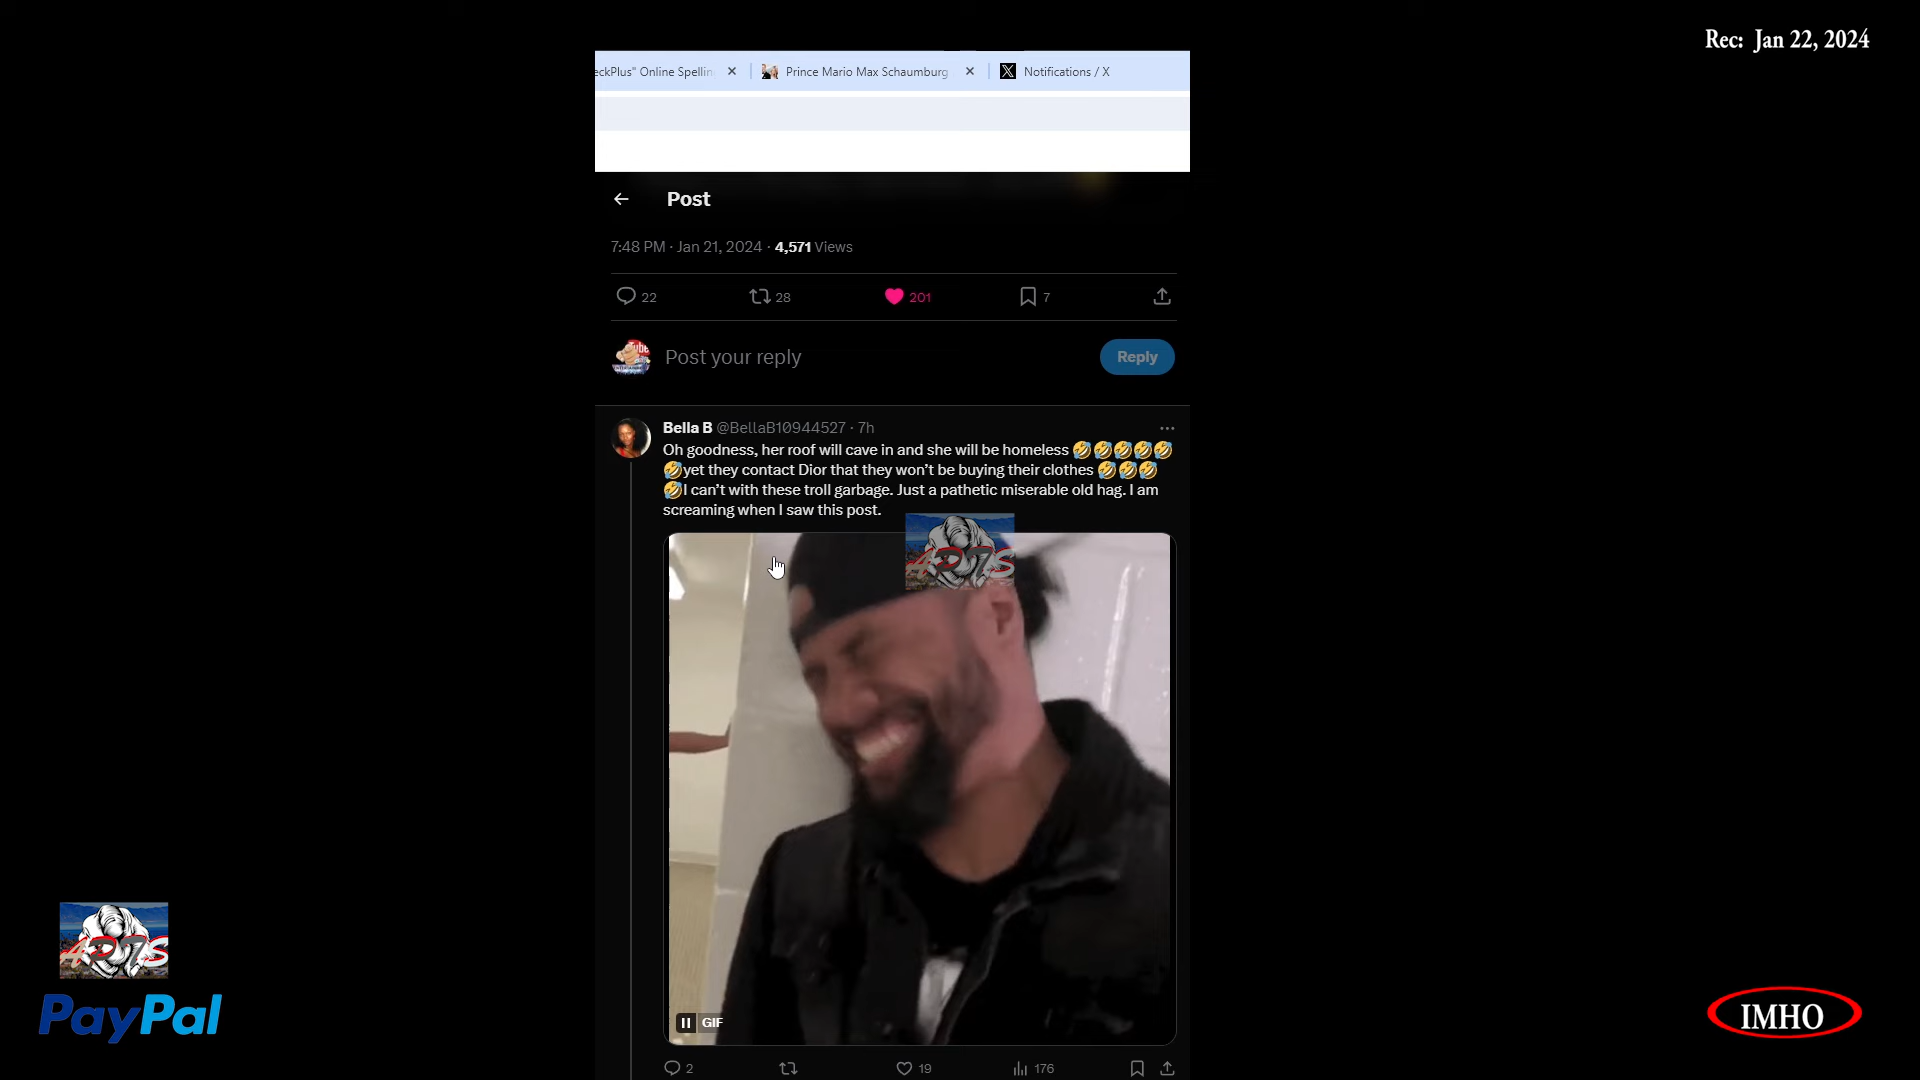 Rec: Jan 22, 2024
eckPlus" Online Spellin
Prince Mario Max Schaumburg
Notifications / X
Post
7:48 PM · Jan 21, 2024 · 4,571 Views
22 28 201 7
Post your reply
Reply
Bella B @BellaB10944527 · 7h
Oh goodness, her roof will cave in and she will be homeless 🤣🤣🤣🤣🤣
🤣yet they contact Dior that they won't be buying their clothes 🤣🤣🤣
🤣I can't with these troll garbage. Just a pathetic miserable old hag. I am
screaming when I saw this post.
GIF
2 19 176
PayPal
IMHO